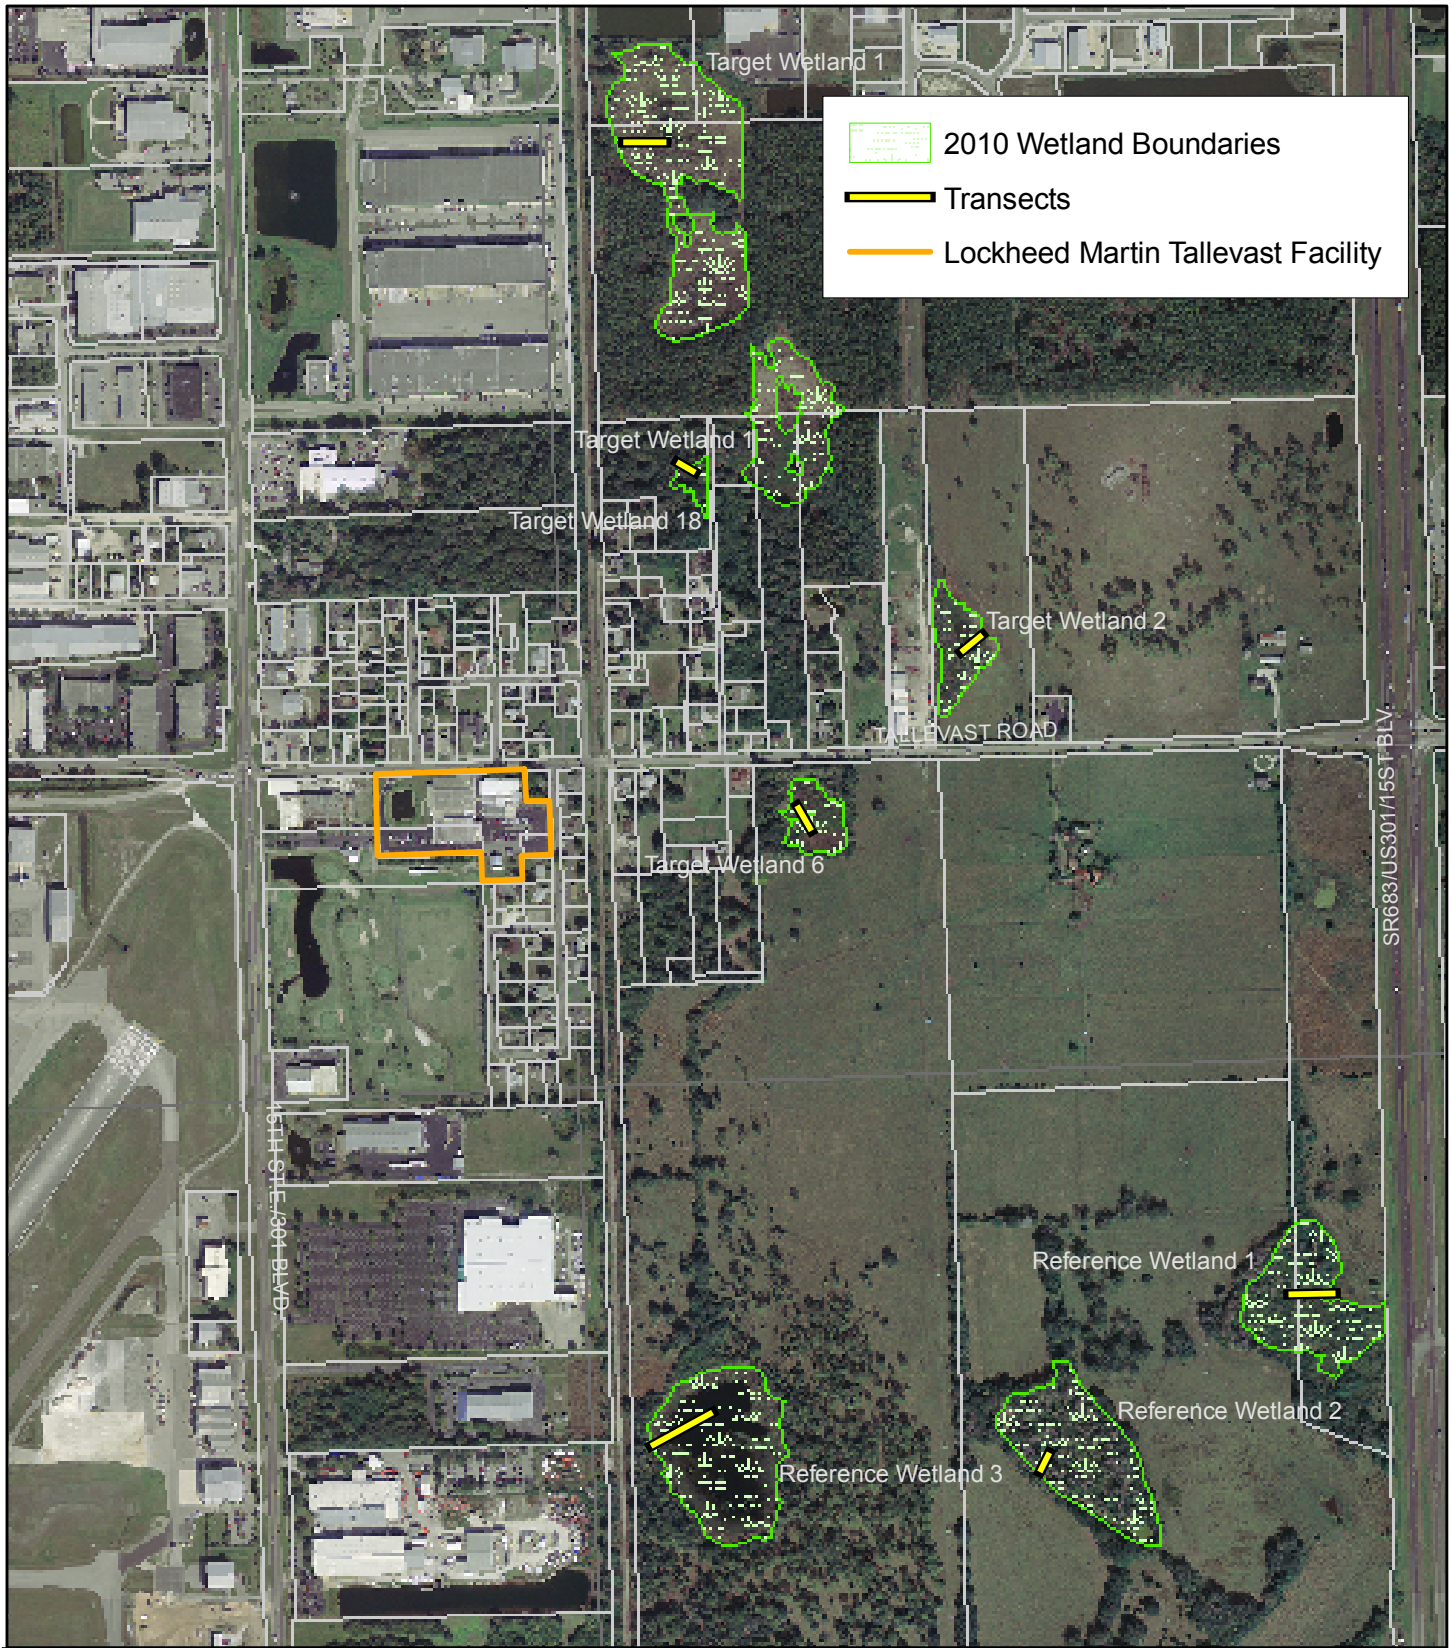 Target Wetland 1
2010 Wetland Boundaries
Transects
Lockheed Martin Tallevast Facility
Target Wetland 1
Target Wetland 18
Target Wetland 2
TALLEVAST ROAD
SR683/US301/15ST BLV
Target Wetland 6
15TH ST E /301 BLVD
Reference Wetland 1
Reference Wetland 2
Reference Wetland 3